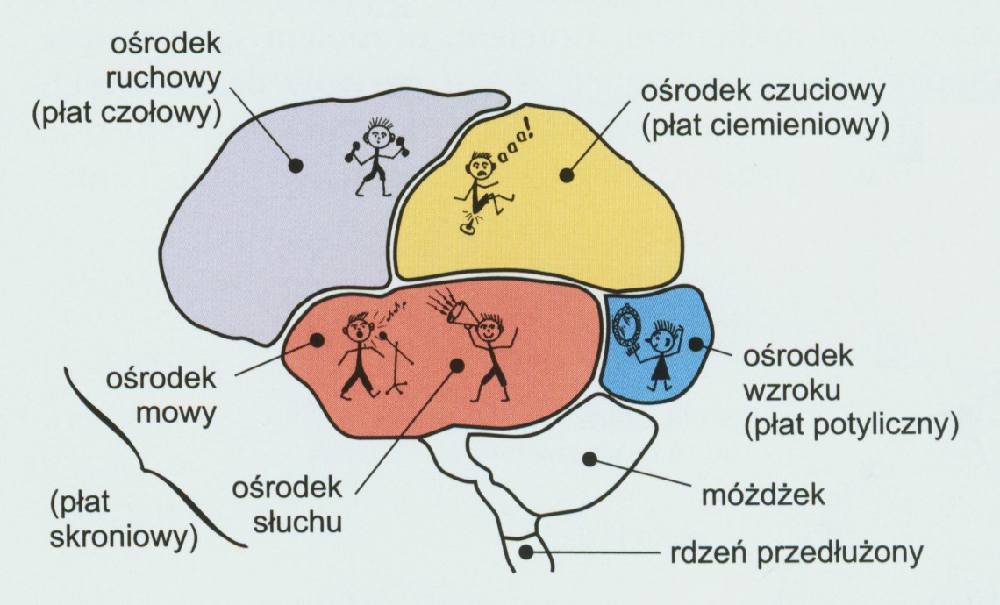 ośrodek
ruchowy
(płat czołowy)
ośrodek czuciowy
(płat ciemieniowy)
aaaa!
ośrodek
mowy
ośrodek
wzroku
(płat potyliczny)
(płat
skroniowy)
ośrodek
słuchu
móżdżek
rdzeń przedłużony